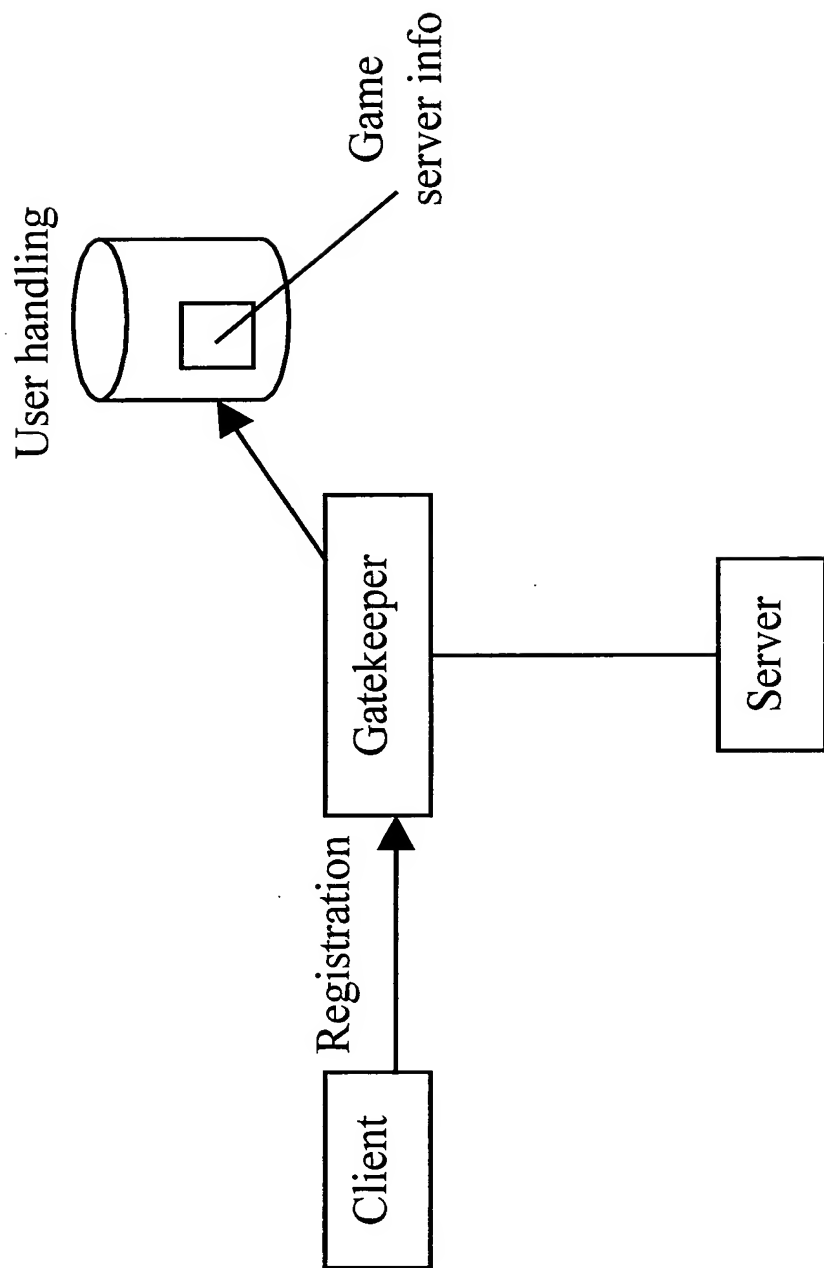 User handling
Game
server info
Registration
Client
Gatekeeper
Server